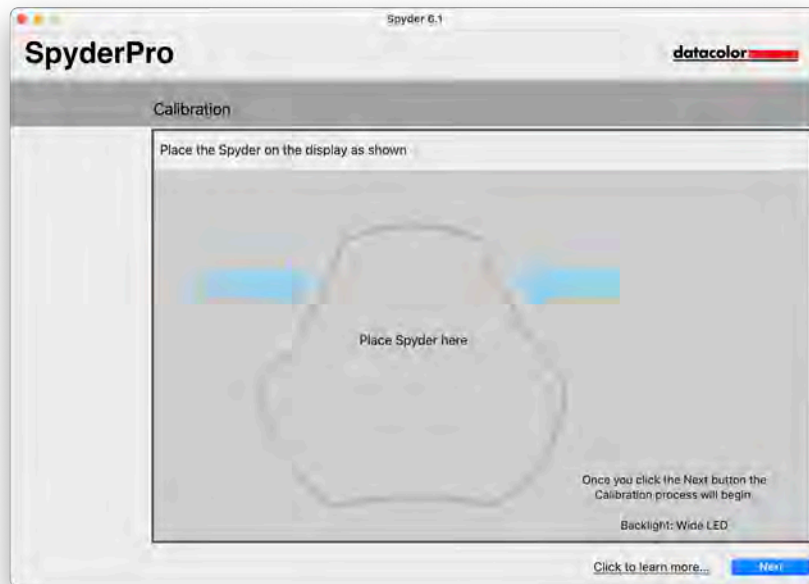 Spyder 6.1
SpyderPro
datacolor
Calibration
Place the Spyder on the display as shown
Place Spyder here
Once you click the Next button the
Calibration process will begin
Backlight: Wide LED
Click to learn more...
Next